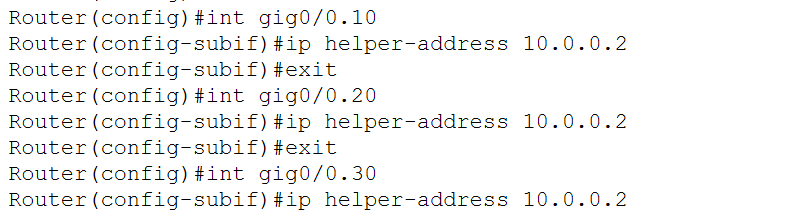 Router(config)#int gig0/0.10
Router(config-subif)#ip helper-address 10.0.0.2
Router(config-subif)#exit
Router(config)#int gig0/0.20
Router(config-subif)#ip helper-address 10.0.0.2
Router(config-subif)#exit
Router(config)#int gig0/0.30
Router(config-subif)#ip helper-address 10.0.0.2